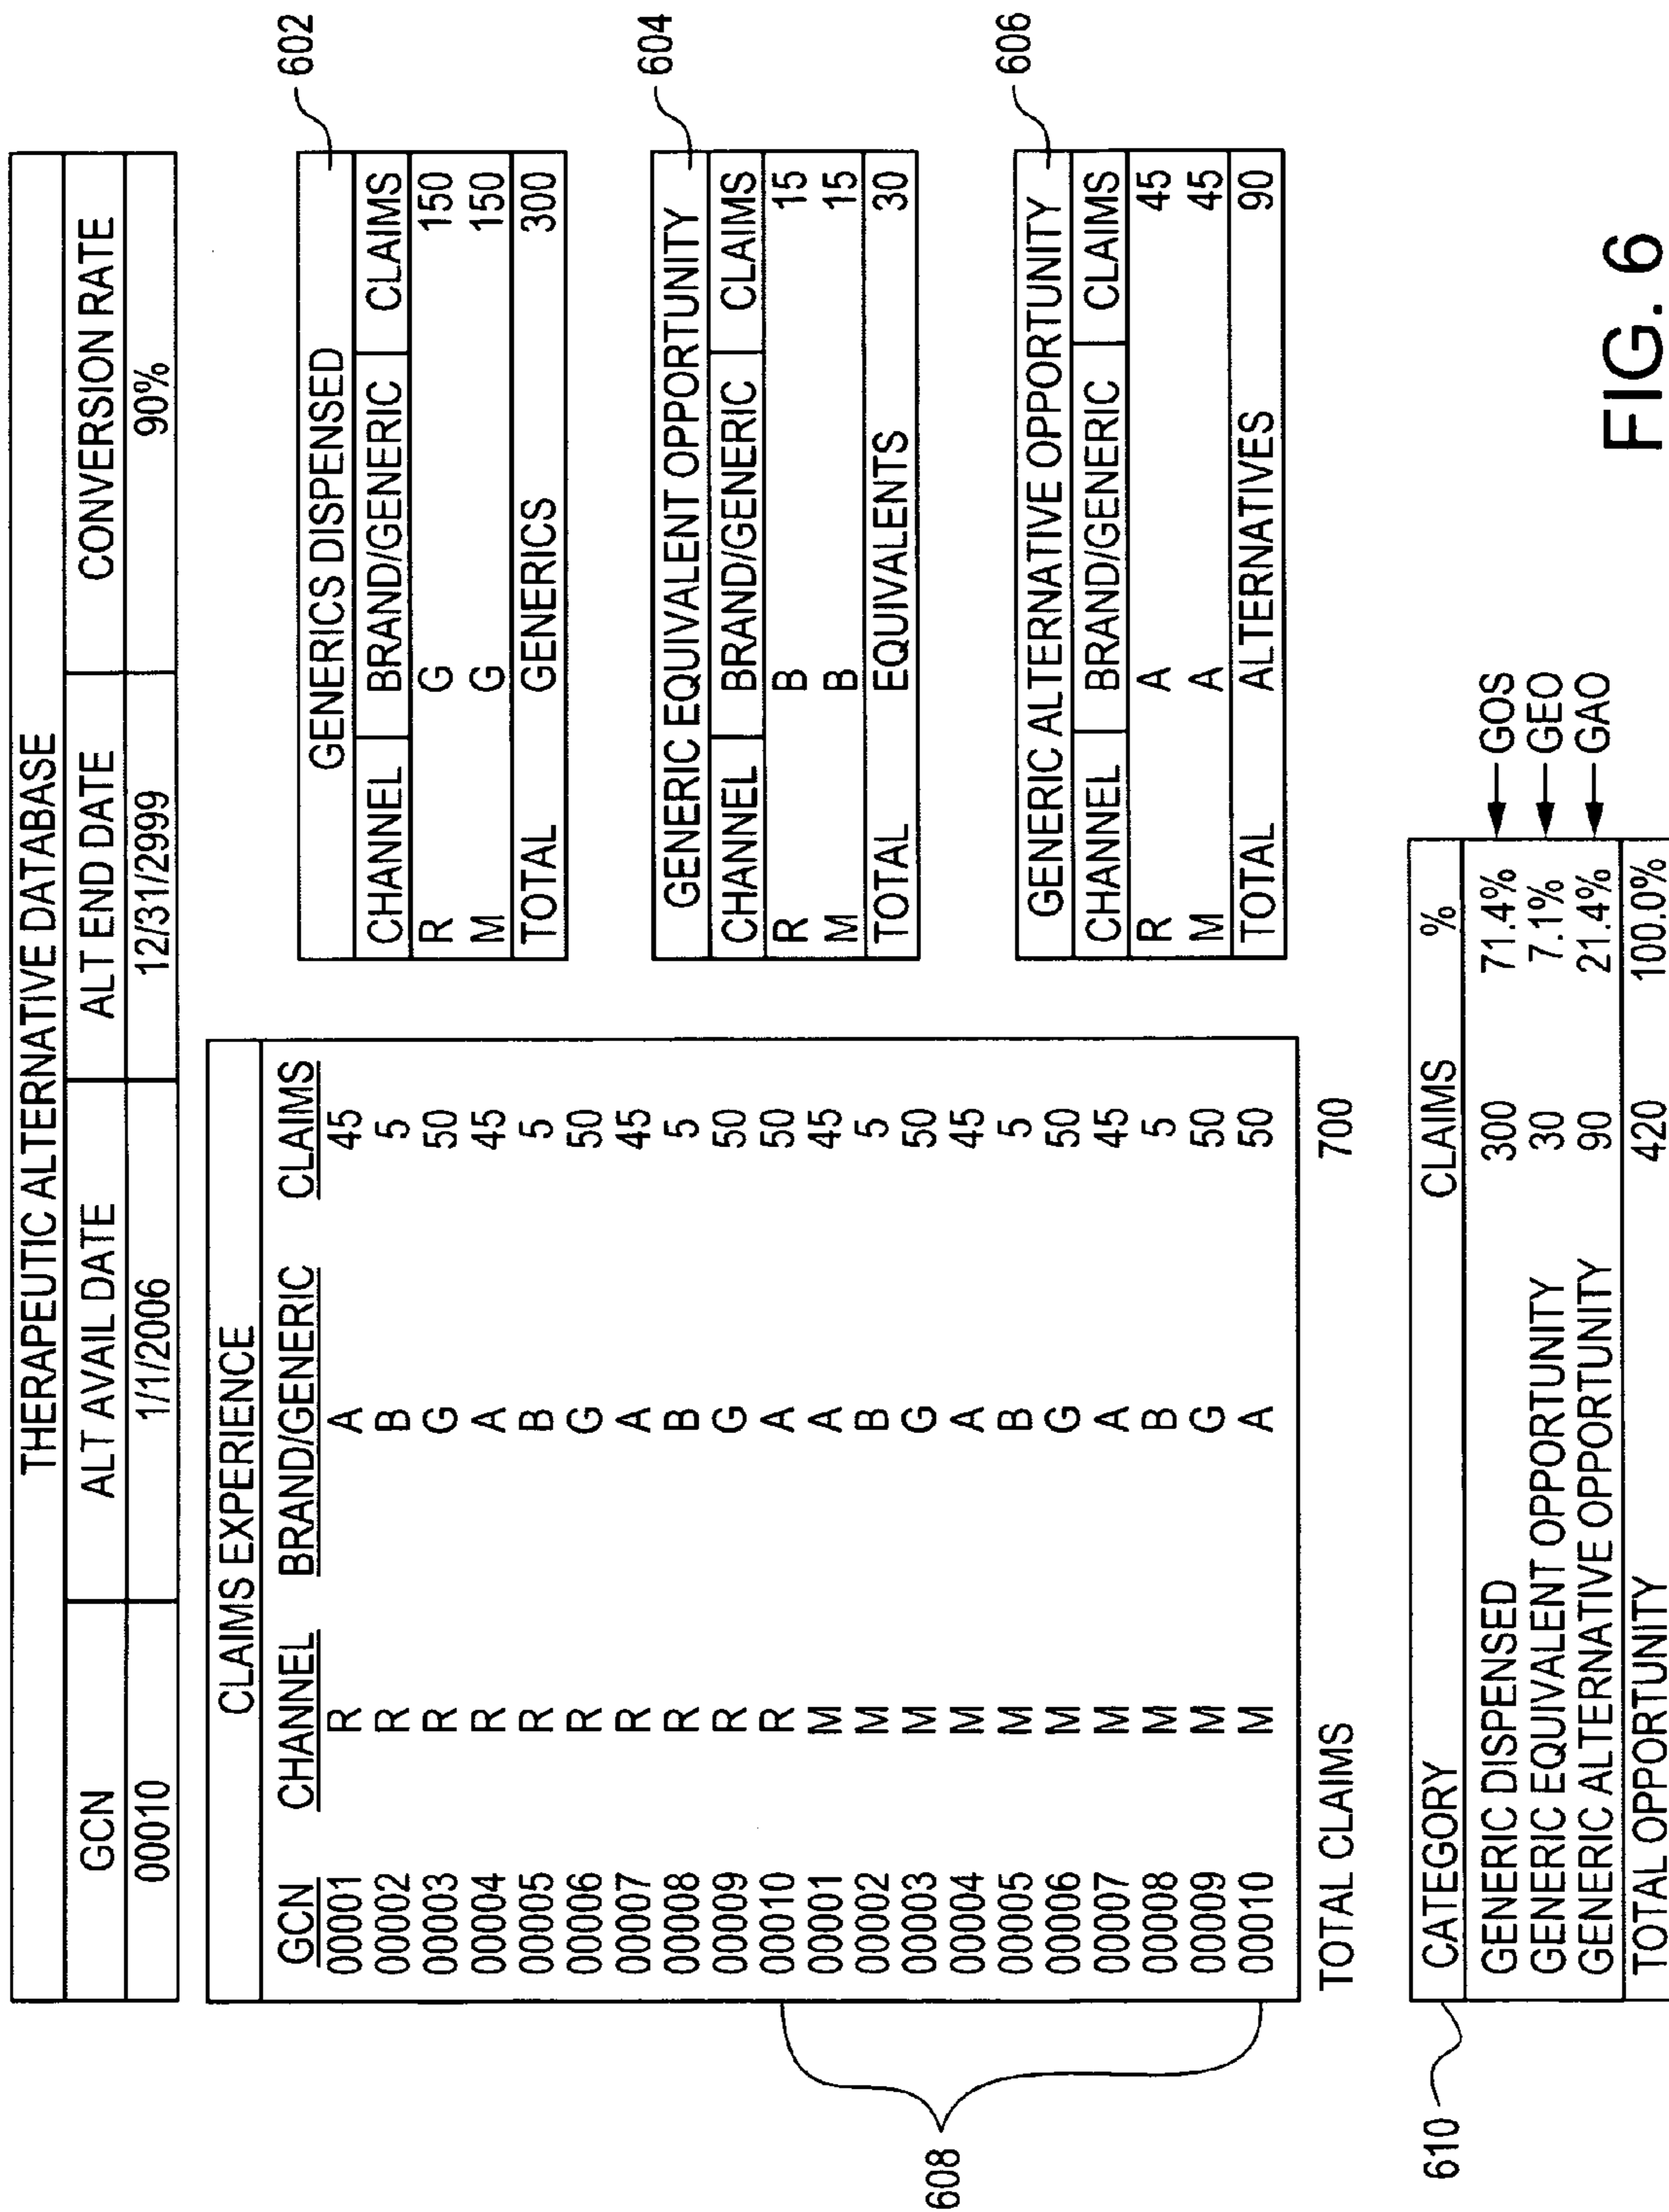 THERAPEUTIC ALTERNATIVE DATABASE
GCN ALT AVAIL DATE ALT END DATE CONVERSION RATE
00010 1/1/2006 12/31/2999 90%
CLAIMS EXPERIENCE
GCN CHANNEL BRAND/GENERIC CLAIMS
00001 R A 45
00002 R B 5
00003 R G 50
00004 R A 45
00005 R B 5
00006 R G 50
00007 R A 45
00008 R B 5
00009 R G 50
00010 R A 50
00001 M A 45
00002 M B 5
00003 M G 50
00004 M A 45
00005 M B 5
00006 M G 50
00007 M A 45
00008 M B 5
00009 M G 50
00010 M A 50
608
TOTAL CLAIMS 700
GENERICS DISPENSED
602
CHANNEL BRAND/GENERIC CLAIMS
R G 150
M G 150
TOTAL GENERICS 300
GENERIC EQUIVALENT OPPORTUNITY
604
CHANNEL BRAND/GENERIC CLAIMS
R B 15
M B 15
TOTAL EQUIVALENTS 30
GENERIC ALTERNATIVE OPPORTUNITY
606
CHANNEL BRAND/GENERIC CLAIMS
R A 45
M A 45
TOTAL ALTERNATIVES 90
610
CATEGORY CLAIMS %
GENERIC DISPENSED 300 71.4% GOS
GENERIC EQUIVALENT OPPORTUNITY 30 7.1% GEO
GENERIC ALTERNATIVE OPPORTUNITY 90 21.4% GAO
TOTAL OPPORTUNITY 420 100.0%
FIG. 6